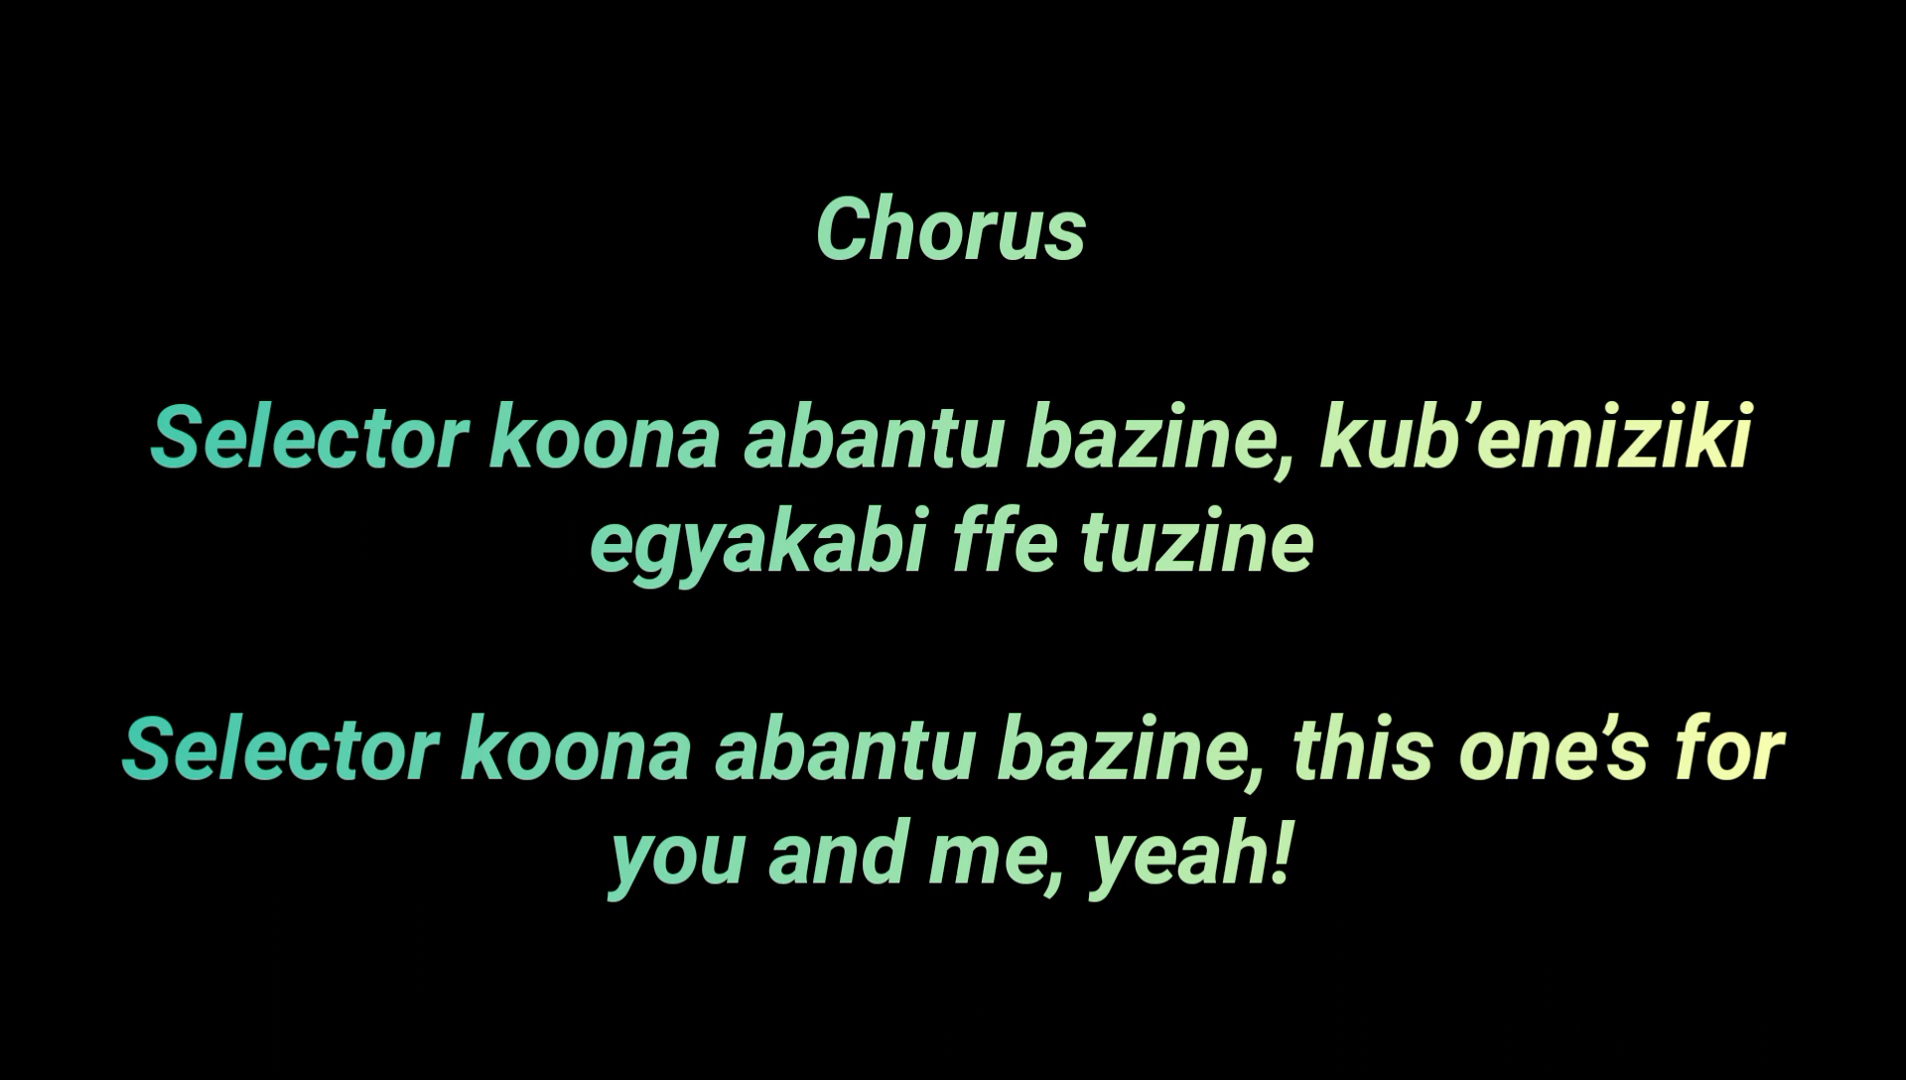 Chorus
Selector koona abantu bazine, kub’emiziki
egyakabi ffe tuzine
Selector koona abantu bazine, this one’s for
you and me, yeah!